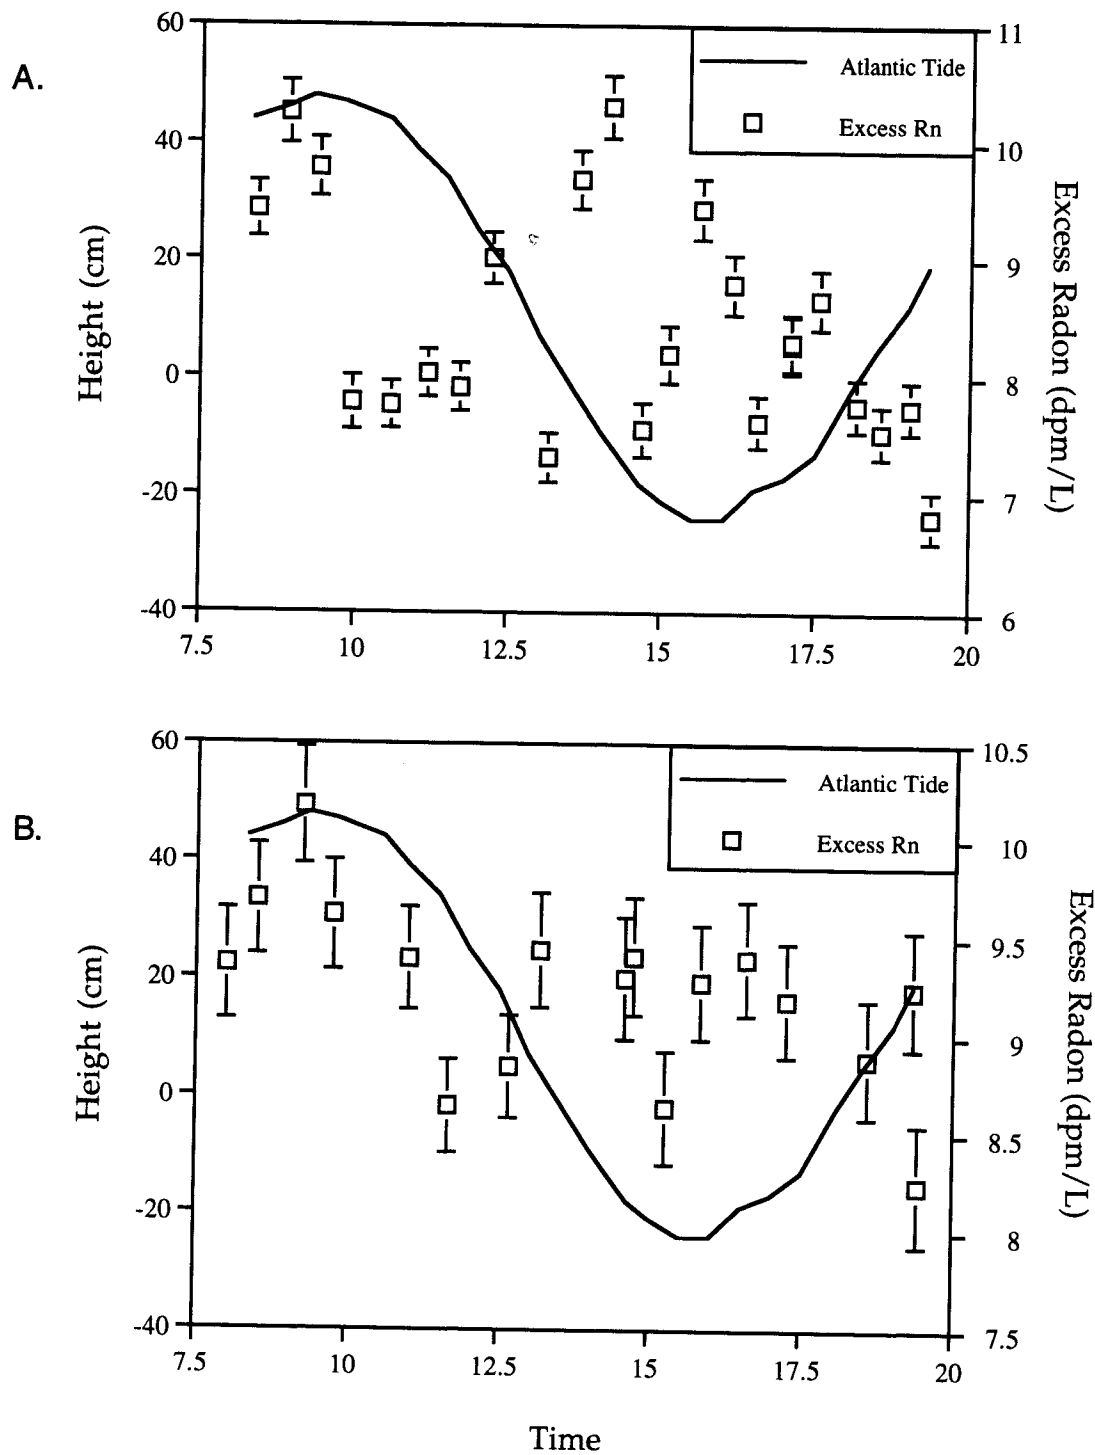 A.
60
40
20
0
-20
-40
Height (cm)
7.5 10 12.5 15 17.5 20
11
10
9
8
7
6
Excess Radon (dpm/L)
Atlantic Tide
Excess Rn
B.
60
40
20
0
-20
-40
Height (cm)
7.5 10 12.5 15 17.5 20
10.5
10
9.5
9
8.5
8
7.5
Excess Radon (dpm/L)
Atlantic Tide
Excess Rn
Time